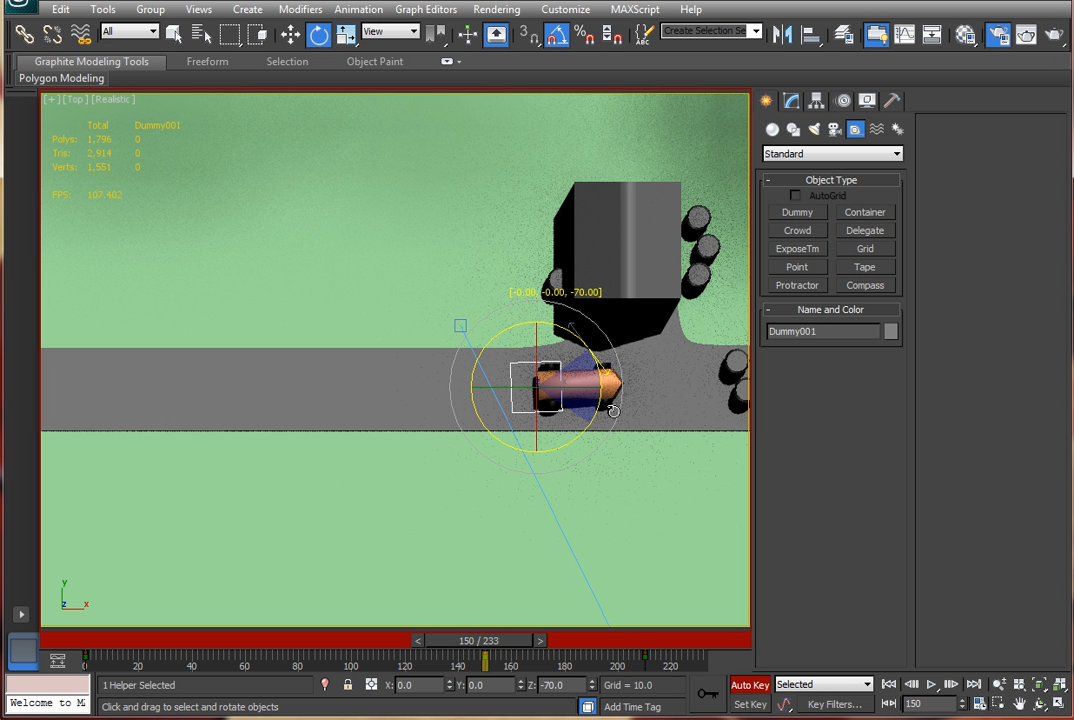 Edit Tools Group Views Create Modifiers Animation Graph Editors Rendering Customize MAXScript Help
All View 3 Create Selection Se
Graphite Modeling Tools Freeform Selection Object Paint
Polygon Modeling
[+] [Top] [Realistic]
Total Dummy001
Polys: 1,796 0
Tris: 2,914 0
Verts: 1,551 0
FPS: 107.402
[-0.00, -0.00, -70.00]
y
z x
Standard
- Object Type
AutoGrid
Dummy Container
Crowd Delegate
ExposeTm Grid
Point Tape
Protractor Compass
- Name and Color
Dummy001
< 150 / 233 >
0 20 40 60 80 100 120 140 160 180 200 220
1 Helper Selected X: 0.0 Y: 0.0 Z: -70.0 Grid = 10.0 Auto Key Selected
Welcome to Ma Click and drag to select and rotate objects Add Time Tag Set Key Key Filters... 150